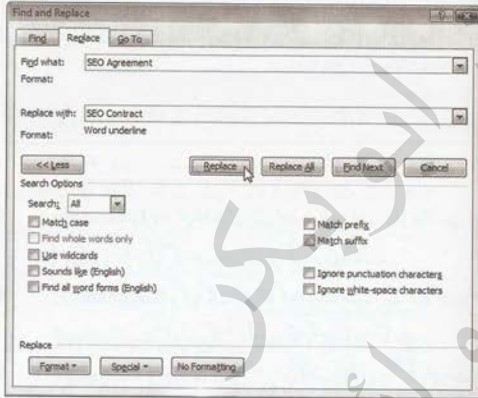 Find and Replace
Find Replace Go To
Find what: SEO Agreement
Format:
Replace with: SEO Contract
Format: Word underline
<< Less Replace Replace All Find Next Cancel
Search Options
Search: All
Match case
Find whole words only
Use wildcards
Sounds like (English)
Find all word forms (English)
Match prefix
Match suffix
Ignore punctuation characters
Ignore white-space characters
Replace
Format Special No Formatting